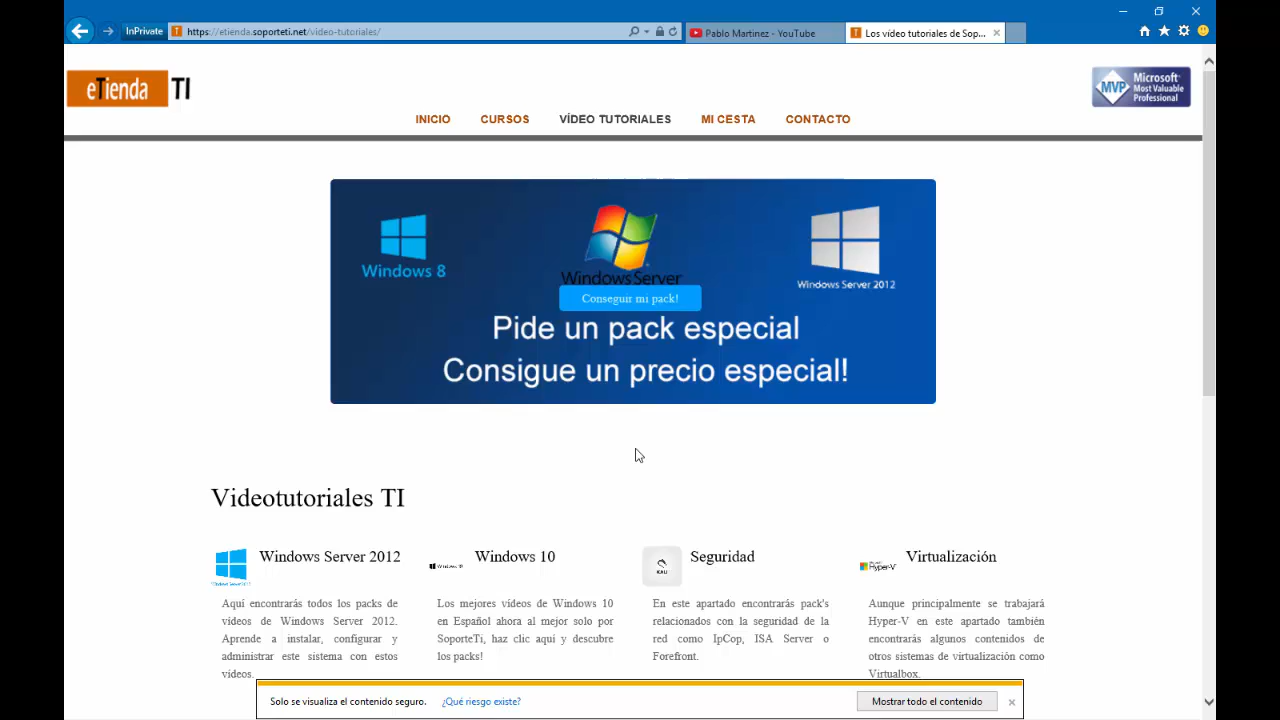 InPrivate
https://etienda.soporteti.net/video-tutoriales/
Pablo Martinez - YouTube
Los vídeo tutoriales de Sop...
eTienda TI
MVP
Microsoft
Most Valuable
Professional
INICIO
CURSOS
VÍDEO TUTORIALES
MI CESTA
CONTACTO
Windows 8
Windows Server
Windows Server 2012
Conseguir mi pack!
Pide un pack especial
Consigue un precio especial!
Videotutoriales TI
Windows Server 2012
Aquí encontrarás todos los packs de
vídeos de Windows Server 2012.
Aprende a instalar, configurar y
administrar este sistema con estos
vídeos.
Windows 10
Los mejores vídeos de Windows 10
en Español ahora al mejor solo por
SoporteTi, haz clic aquí y descubre
los packs!
KALI
Seguridad
En este apartado encontrarás pack's
relacionados con la seguridad de la
red como IpCop, ISA Server o
Forefront.
Hyper-V
Virtualización
Aunque principalmente se trabajará
Hyper-V en este apartado también
encontrarás algunos contenidos de
otros sistemas de virtualización como
Virtualbox.
Solo se visualiza el contenido seguro.
¿Qué riesgo existe?
Mostrar todo el contenido